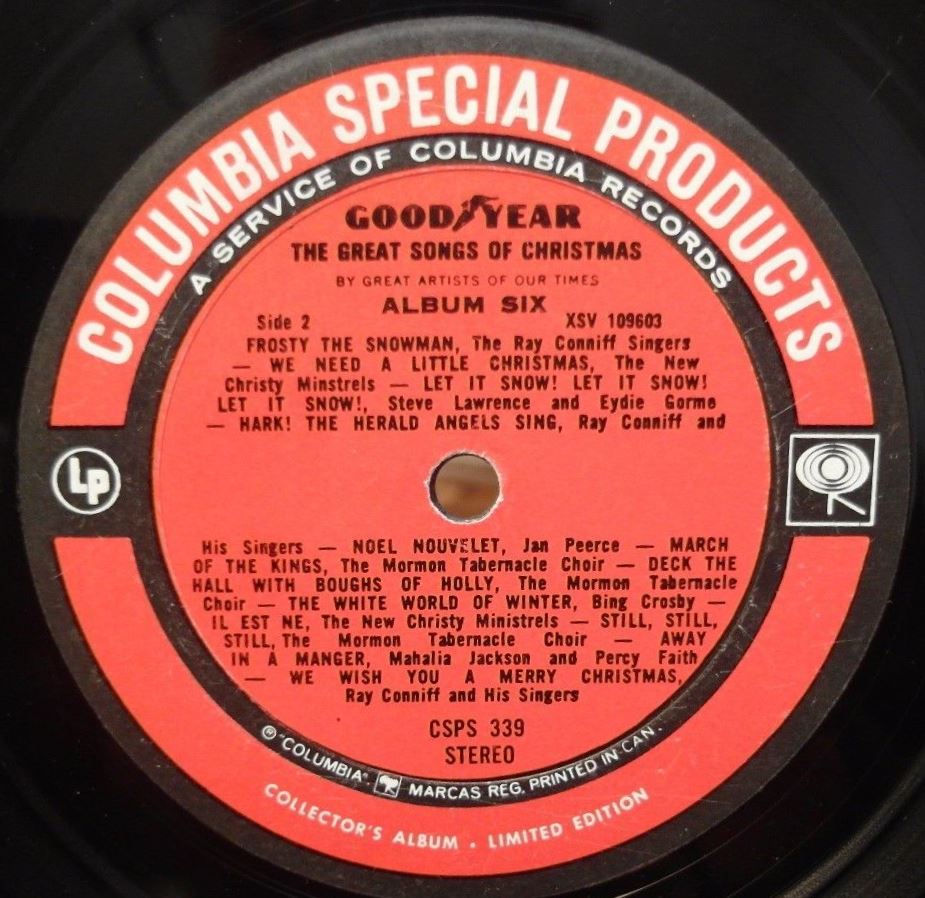 COLUMBIA SPECIAL PRODUCTS
A SERVICE OF COLUMBIA RECORDS
GOOD YEAR
THE GREAT SONGS OF CHRISTMAS
BY GREAT ARTISTS OF OUR TIMES
ALBUM SIX
Side 2 XSV 109603
FROSTY THE SNOWMAN, The Ray Conniff Singers
— WE NEED A LITTLE CHRISTMAS, The New
Christy Minstrels — LET IT SNOW! LET IT SNOW!
LET IT SNOW!, Steve Lawrence and Eydie Gorme
— HARK! THE HERALD ANGELS SING, Ray Conniff and
LP
His Singers — NOEL NOUVELET, Jan Peerce — MARCH
OF THE KINGS, The Mormon Tabernacle Choir — DECK THE
HALL WITH BOUGHS OF HOLLY, The Mormon Tabernacle
Choir — THE WHITE WORLD OF WINTER, Bing Crosby —
IL EST NE, The New Christy Ministrels — STILL, STILL,
STILL, The Mormon Tabernacle Choir — AWAY
IN A MANGER, Mahalia Jackson and Percy Faith
— WE WISH YOU A MERRY CHRISTMAS,
Ray Conniff and His Singers
CSPS 339
STEREO
® "COLUMBIA" MARCAS REG. PRINTED IN CAN.
COLLECTOR'S ALBUM • LIMITED EDITION